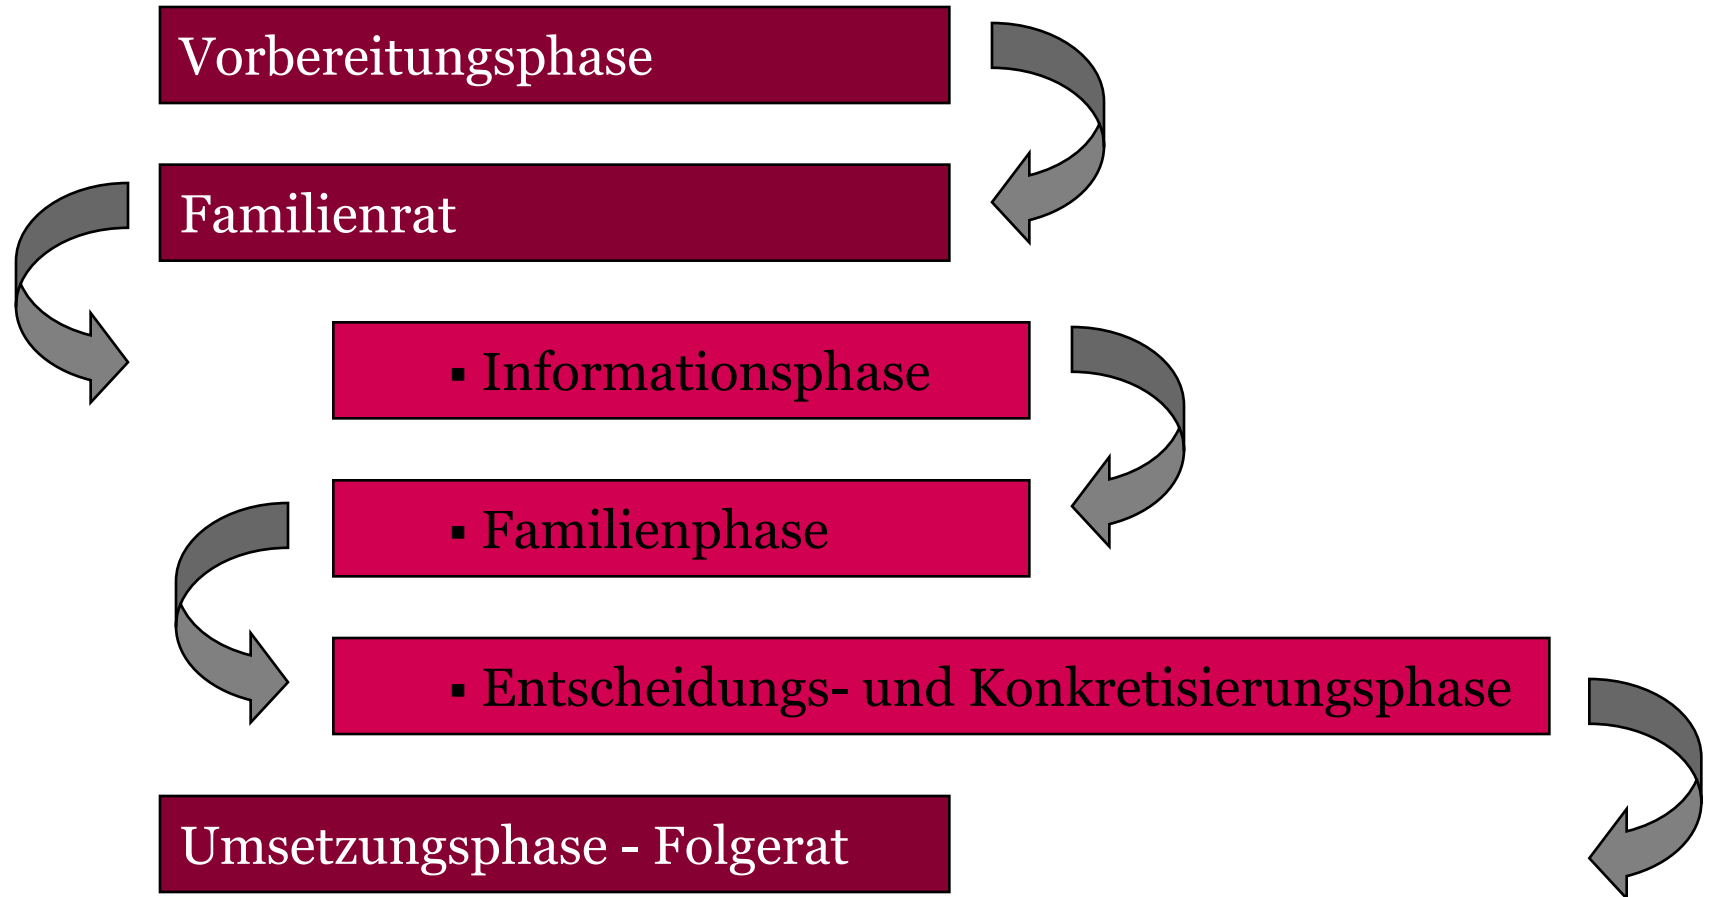 Vorbereitungsphase
Familienrat
▪ Informationsphase
▪ Familienphase
▪ Entscheidungs- und Konkretisierungsphase
Umsetzungsphase - Folgerat